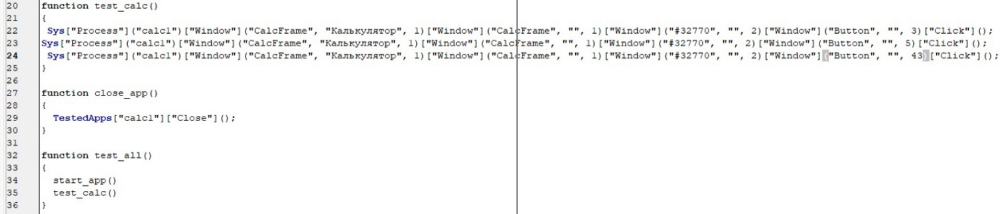 20 function test_calc()
21 {
22 Sys["Process"]("calc1")["Window"]("CalcFrame", "Калькулятор", 1)["Window"]("CalcFrame", "", 1)["Window"]("#32770", "", 2)["Window"]("Button", "", 3)["Click"]();
23 Sys["Process"]("calc1")["Window"]("CalcFrame", "Калькулятор", 1)["Window"]("CalcFrame", "", 1)["Window"]("#32770", "", 2)["Window"]("Button", "", 5)["Click"]();
24 Sys["Process"]("calc1")["Window"]("CalcFrame", "Калькулятор", 1)["Window"]("CalcFrame", "", 1)["Window"]("#32770", "", 2)["Window"]("Button", "", 43)["Click"]();
25 }
26
27 function close_app()
28 {
29 TestedApps["calc1"]["Close"]();
30 }
31
32 function test_all()
33 {
34 start_app()
35 test_calc()
36 }